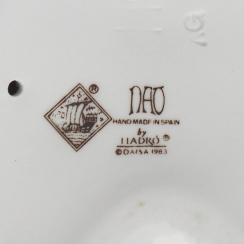 NAO
®
HAND MADE IN SPAIN
by
LLADRÓ ®
© DAISA 1983